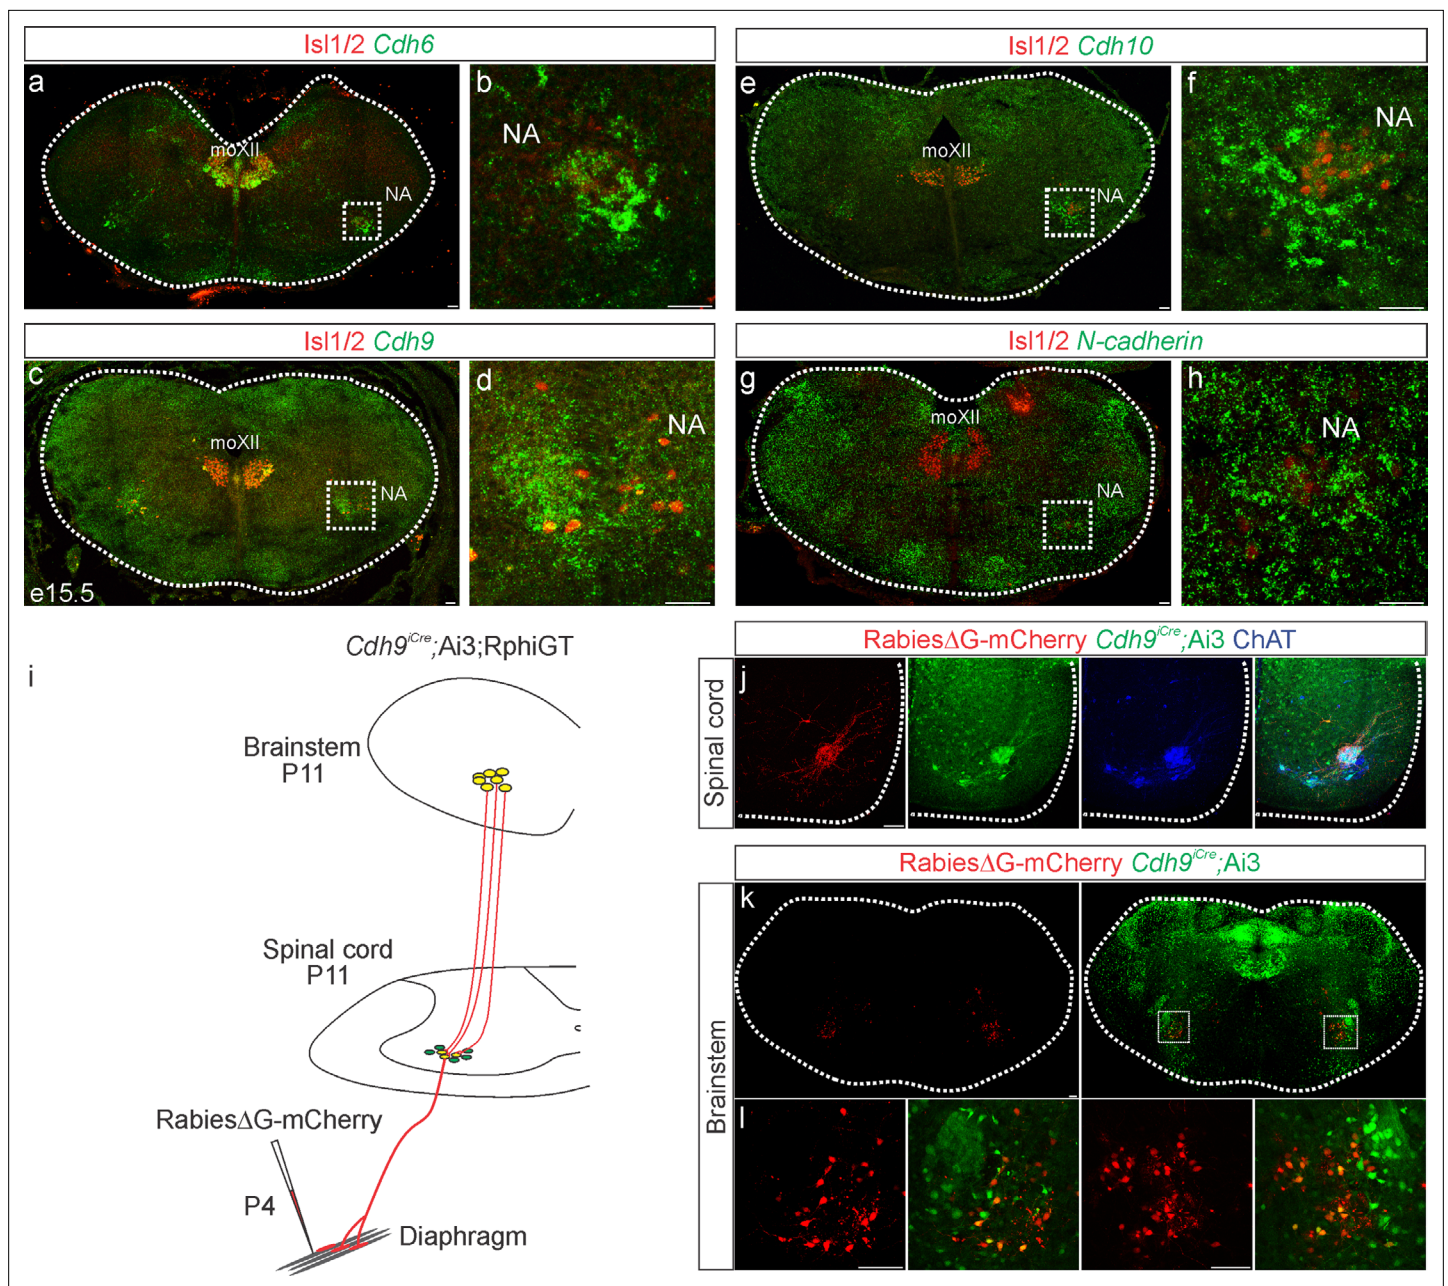 Isl1/2 Cdh6
a
moXII
NA
b
NA
Isl1/2 Cdh10
e
moXII
NA
f
NA
Isl1/2 Cdh9
c
moXII
NA
e15.5
d
NA
Isl1/2 N-cadherin
g
moXII
NA
h
NA
i
Cdh9iCre;Ai3;RphiGT
Brainstem
P11
Spinal cord
P11
RabiesΔG-mCherry
P4
Diaphragm
RabiesΔG-mCherry Cdh9iCre;Ai3 ChAT
Spinal cord
j
RabiesΔG-mCherry Cdh9iCre;Ai3
Brainstem
k
l